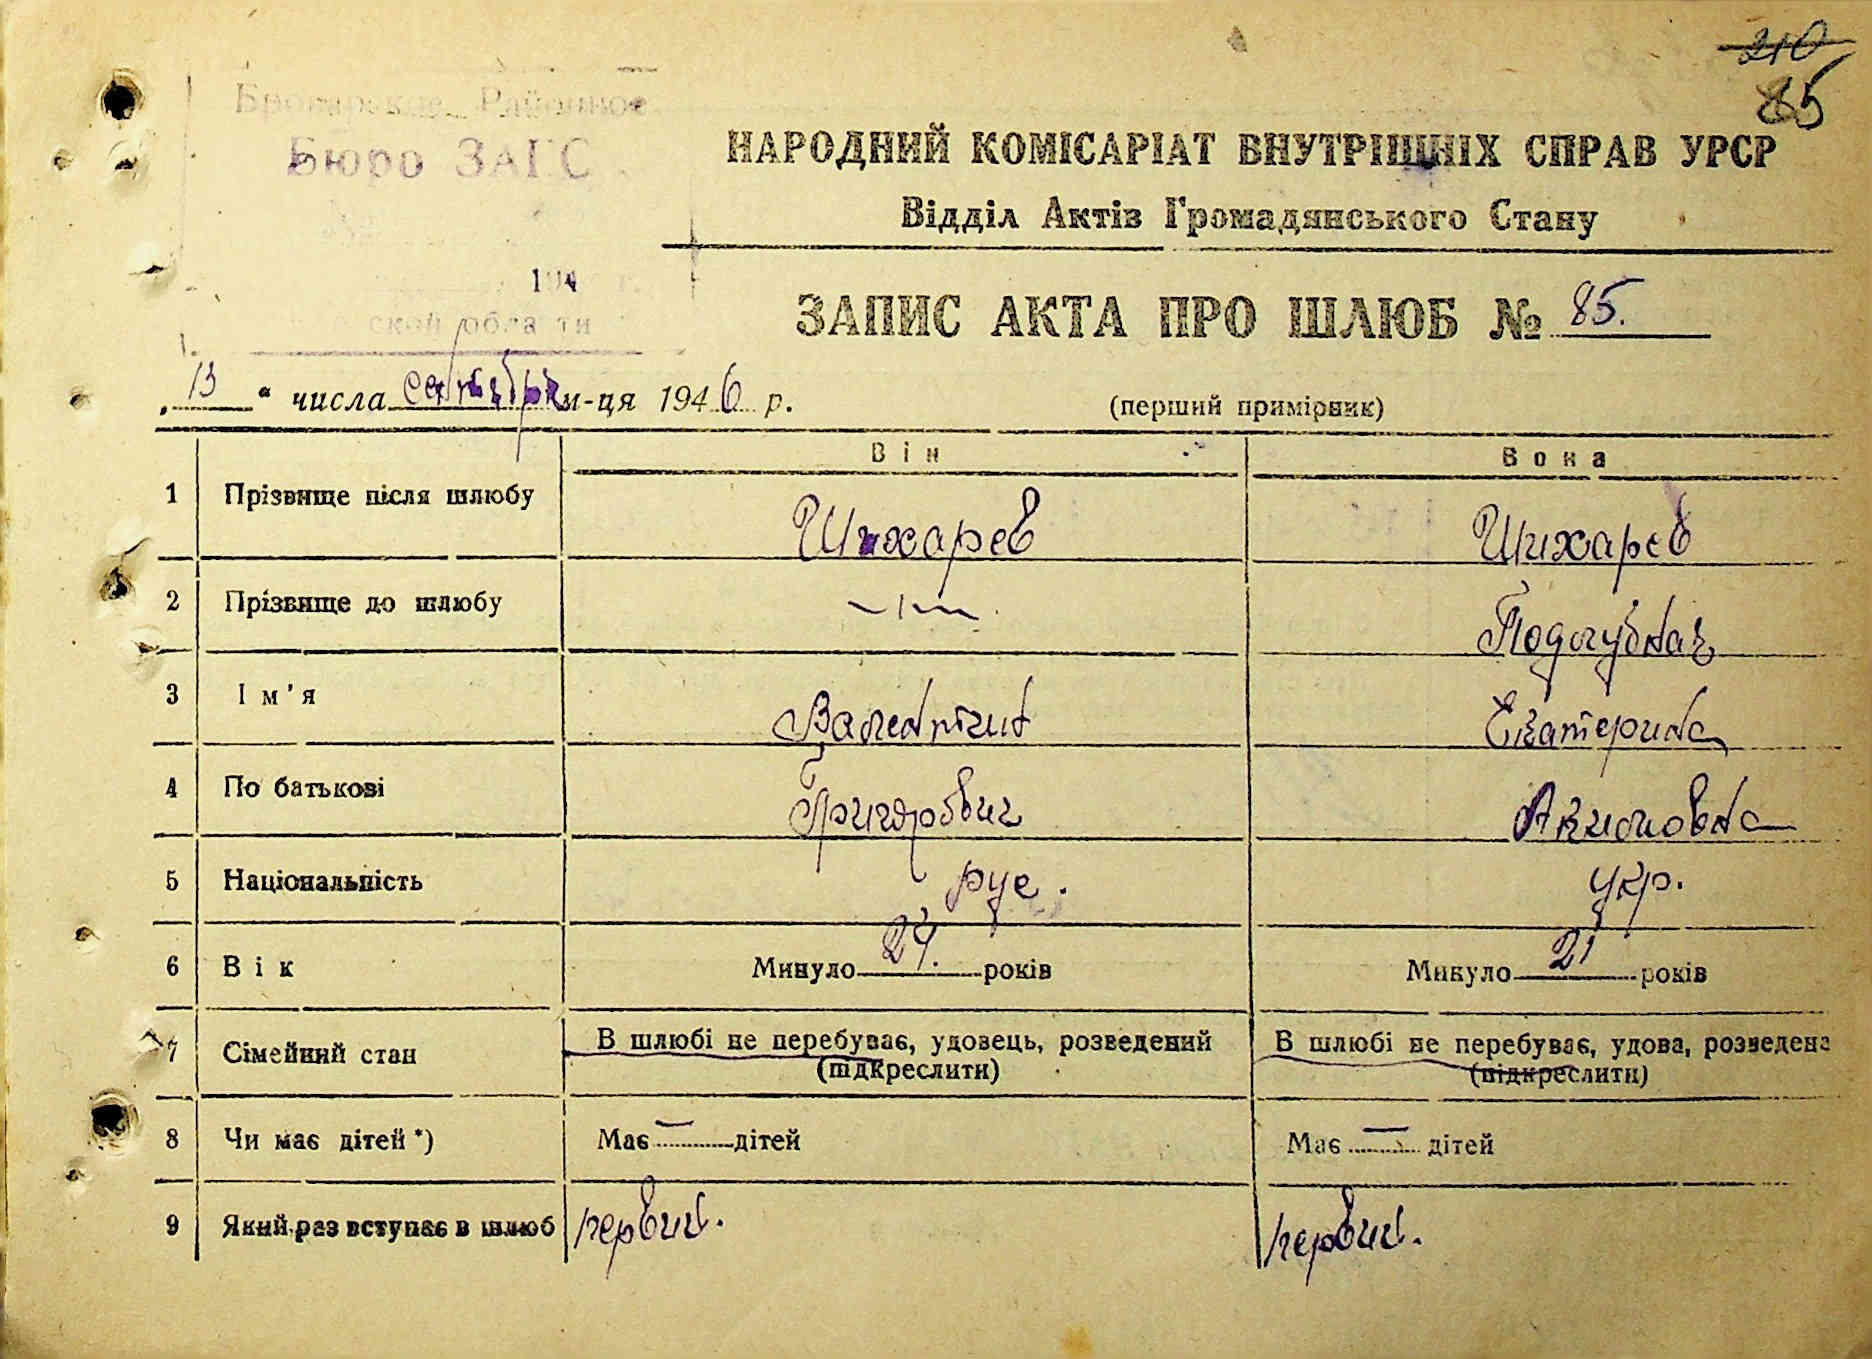 210
85
Броварское Районное
Бюро ЗАГС
194 г.
ской области
НАРОДНИЙ КОМІСАРІАТ ВНУТРІШНІХ СПРАВ УРСР
Відділ Актів Громадянського Стану
ЗАПИС АКТА ПРО ШЛЮБ № 85.
„13“ числа сентября м-ця 1946 р.
(перший примірник)
Він Вона
1 Прізвище після шлюбу Шихарев Шихарев
2 Прізвище до шлюбу —ı—
3 Ім'я Валентин Екатерина
4 По батькові Григорович Акимовна
5 Національність рус. укр.
6 Вік Минуло 24. років Минуло 21 років
7 Сімейний стан В шлюбі не перебуває, удовець, розведений В шлюбі не перебуває, удова, розведена
(підкреслити) (підкреслити)
8 Чи має дітей *) Має — дітей Має — дітей
9 Який раз вступає в шлюб первий. первий.